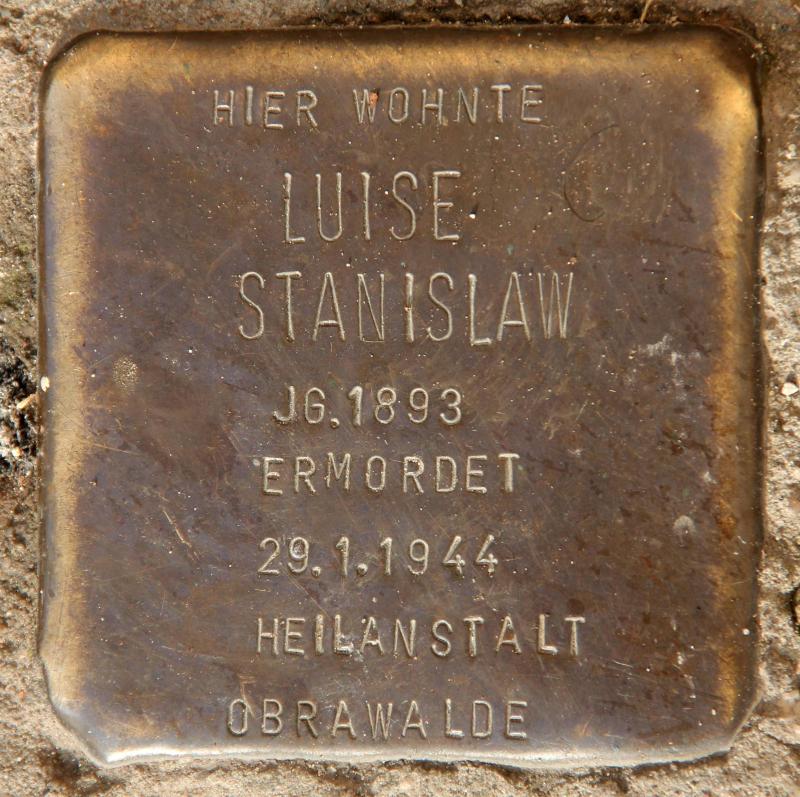 HIER WOHNTE
LUISE
STANISLAW
JG.1893
ERMORDET
29.1.1944
HEILANSTALT
OBRAWALDE